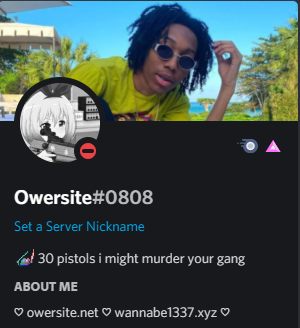 Owersite#0808
Set a Server Nickname
30 pistols i might murder your gang
ABOUT ME
♡ owersite.net ♡ wannabe1337.xyz ♡